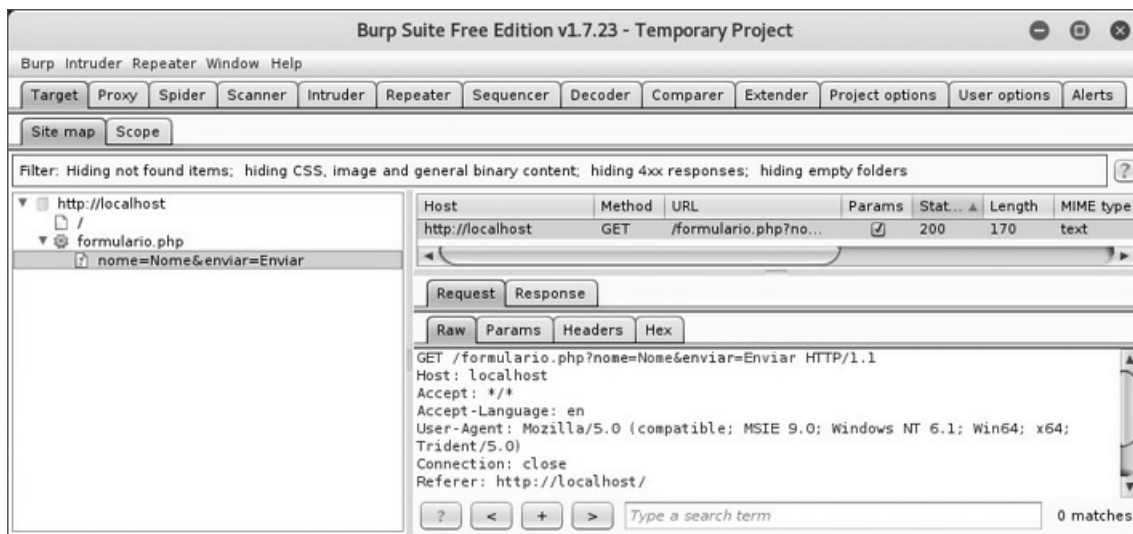 Burp Suite Free Edition v1.7.23 - Temporary Project
Burp Intruder Repeater Window Help
Target Proxy Spider Scanner Intruder Repeater Sequencer Decoder Comparer Extender Project options User options Alerts
Site map Scope
Filter: Hiding not found items; hiding CSS, image and general binary content; hiding 4xx responses; hiding empty folders ?
http://localhost
/
formulario.php
nome=Nome&enviar=Enviar
Host Method URL Params Stat... Length MIME type
http://localhost GET /formulario.php?no... 200 170 text
Request Response
Raw Params Headers Hex
GET /formulario.php?nome=Nome&enviar=Enviar HTTP/1.1
Host: localhost
Accept: */*
Accept-Language: en
User-Agent: Mozilla/5.0 (compatible; MSIE 9.0; Windows NT 6.1; Win64; x64;
Trident/5.0)
Connection: close
Referer: http://localhost/
? < + > Type a search term 0 matches